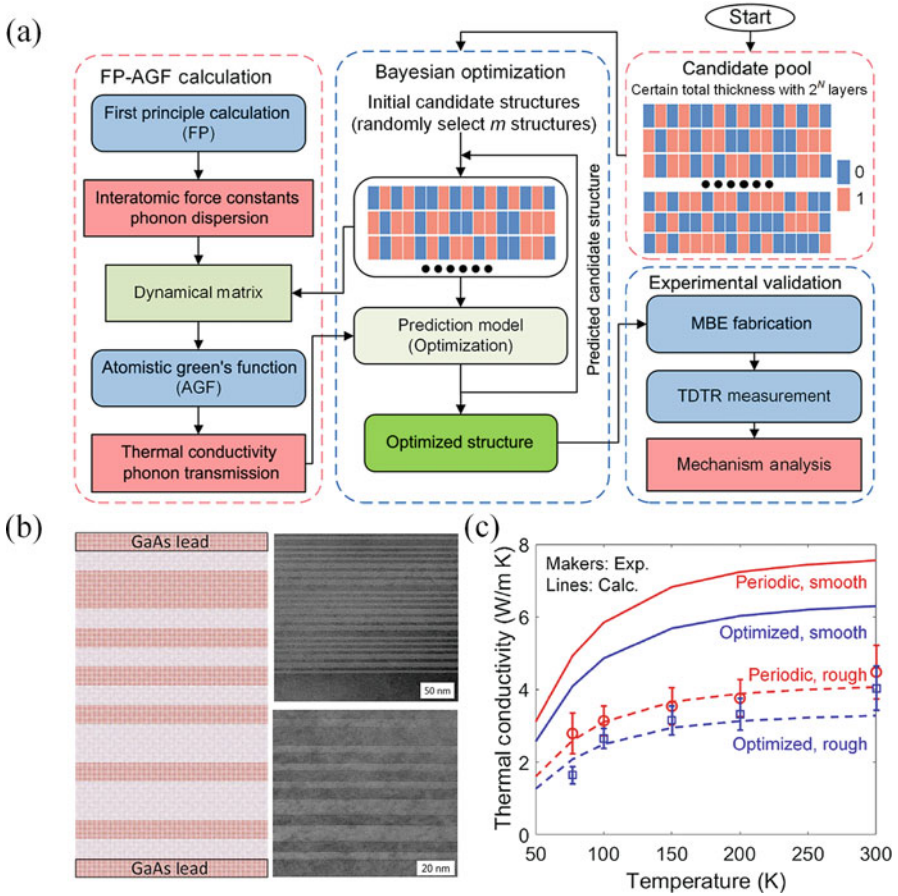 (a)
Start
FP-AGF calculation
First principle calculation
(FP)
Interatomic force constants
phonon dispersion
Dynamical matrix
Atomistic green's function
(AGF)
Thermal conductivity
phonon transmission
Bayesian optimization
Initial candidate structures
(randomly select m structures)
Prediction model
(Optimization)
Optimized structure
Predicted candidate structure
Candidate pool
Certain total thickness with 2^N layers
0
1
Experimental validation
MBE fabrication
TDTR measurement
Mechanism analysis
(b)
GaAs lead
GaAs lead
50 nm
20 nm
(c)
Makers: Exp.
Lines: Calc.
Periodic, smooth
Optimized, smooth
Periodic, rough
Optimized, rough
Thermal conductivity (W/m K)
8
6
4
2
0
50 100 150 200 250 300
Temperature (K)